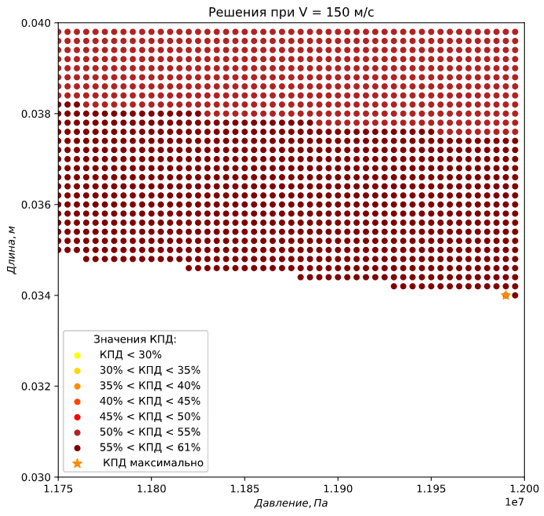 Решения при V = 150 м/с
0.040
0.038
0.036
0.034
0.032
0.030
Длина, м
Значения КПД:
КПД < 30%
30% < КПД < 35%
35% < КПД < 40%
40% < КПД < 45%
45% < КПД < 50%
50% < КПД < 55%
55% < КПД < 61%
КПД максимально
1.175
1.180
1.185
1.190
1.195
1.200
1e7
Давление, Па